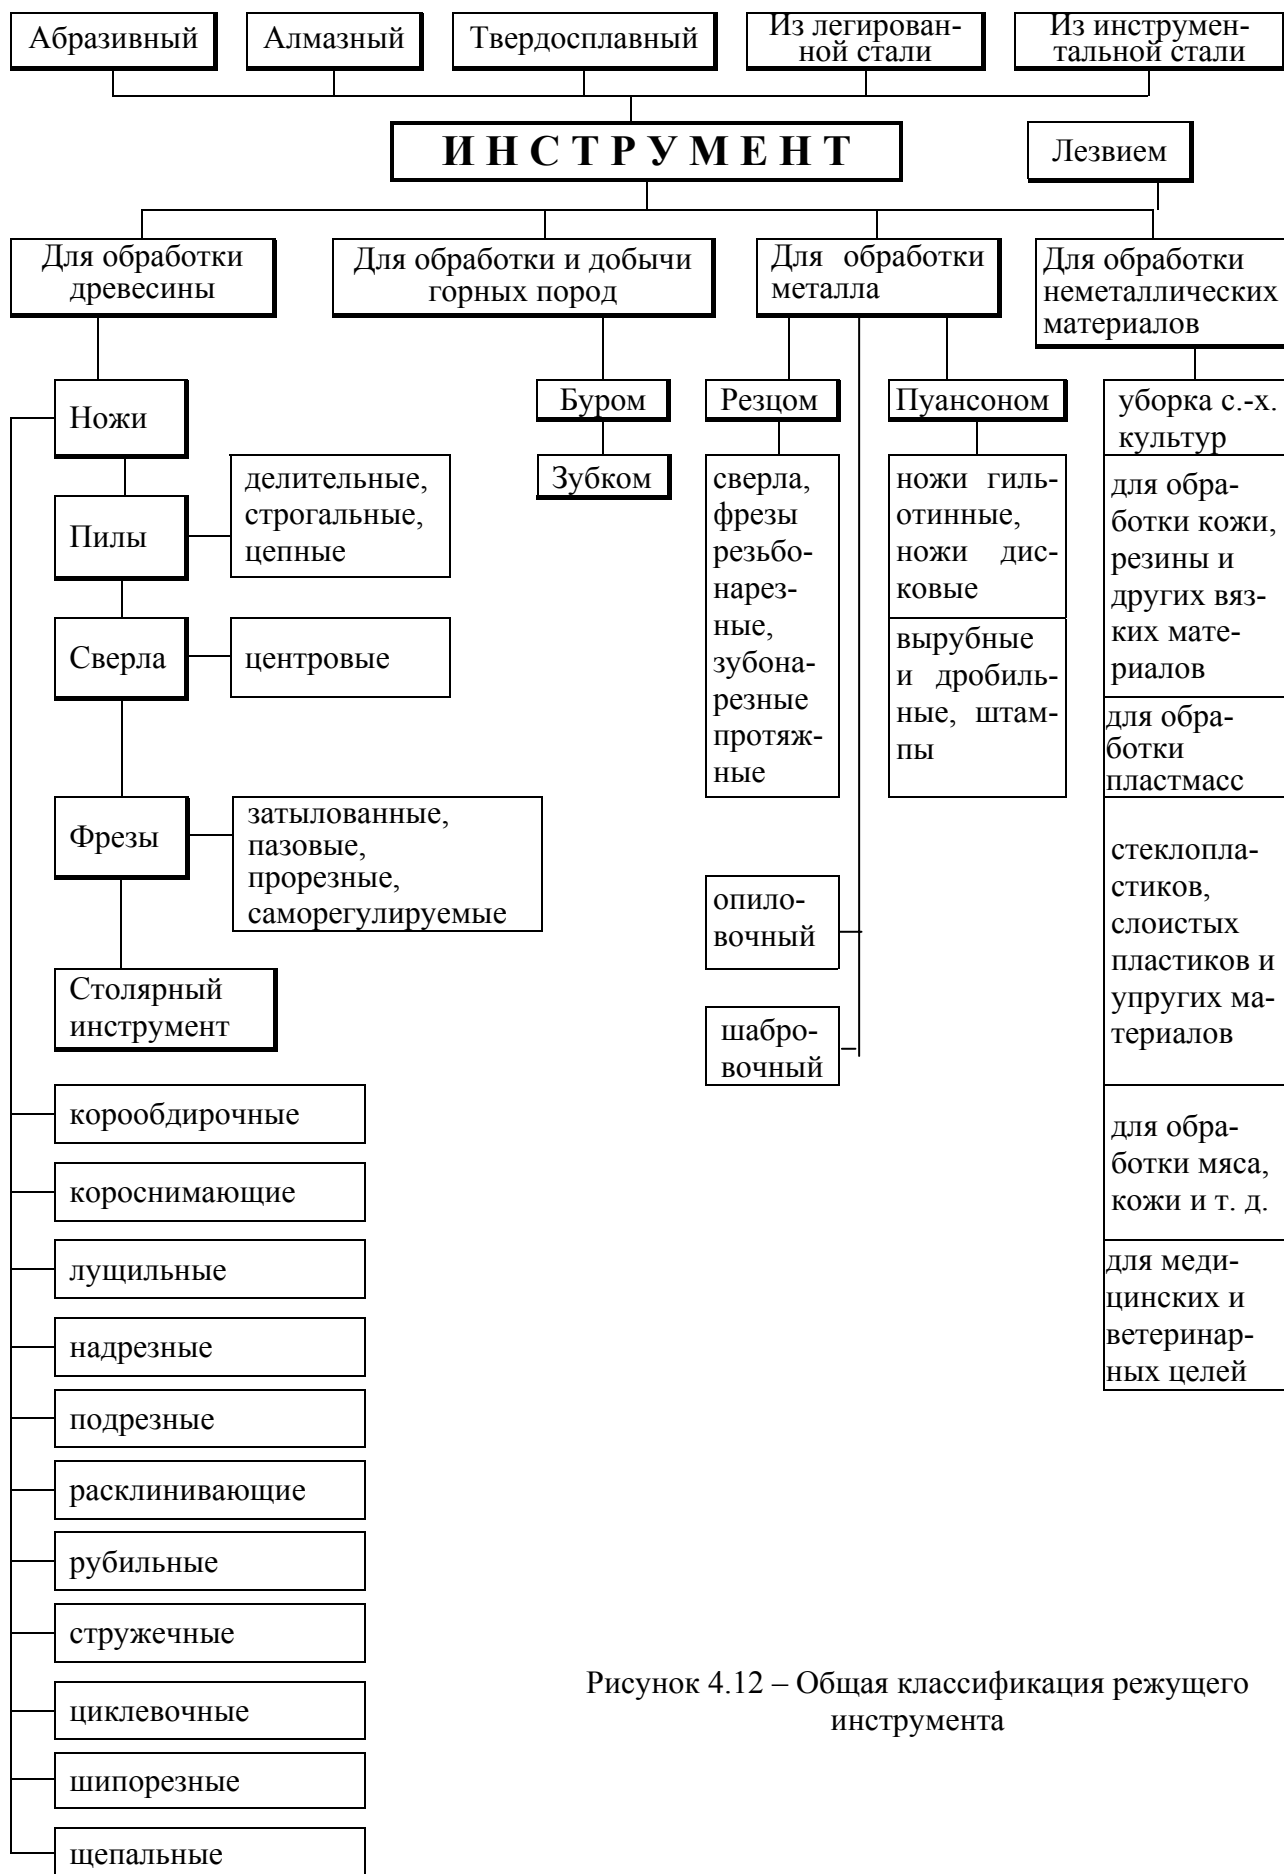 Абразивный
Алмазный
Твердосплавный
Из легирован-
ной стали
Из инструмен-
тальной стали
ИНСТРУМЕНТ
Лезвием
Для обработки
древесины
Для обработки и добычи
горных пород
Для обработки
металла
Для обработки
неметаллических
материалов
Ножи
Пилы
делительные,
строгальные,
цепные
Сверла
центровые
Фрезы
затылованные,
пазовые,
прорезные,
саморегулируемые
Столярный
инструмент
корообдирочные
короснимающие
лущильные
надрезные
подрезные
расклинивающие
рубильные
стружечные
циклевочные
шипорезные
щепальные
Буром
Зубком
Резцом
сверла,
фрезы
резьбо-
нарез-
ные,
зубона-
резные
протяж-
ные
опило-
вочный
шабро-
вочный
Пуансоном
ножи гиль-
отинные,
ножи дис-
ковые
вырубные
и дробиль-
ные, штам-
пы
уборка с.-х.
культур
для обра-
ботки кожи,
резины и
других вяз-
ких мате-
риалов
для обра-
ботки
пластмасс
стеклопла-
стиков,
слоистых
пластиков и
упругих ма-
териалов
для обра-
ботки мяса,
кожи и т. д.
для меди-
цинских и
ветеринар-
ных целей
Рисунок 4.12 – Общая классификация режущего
инструмента